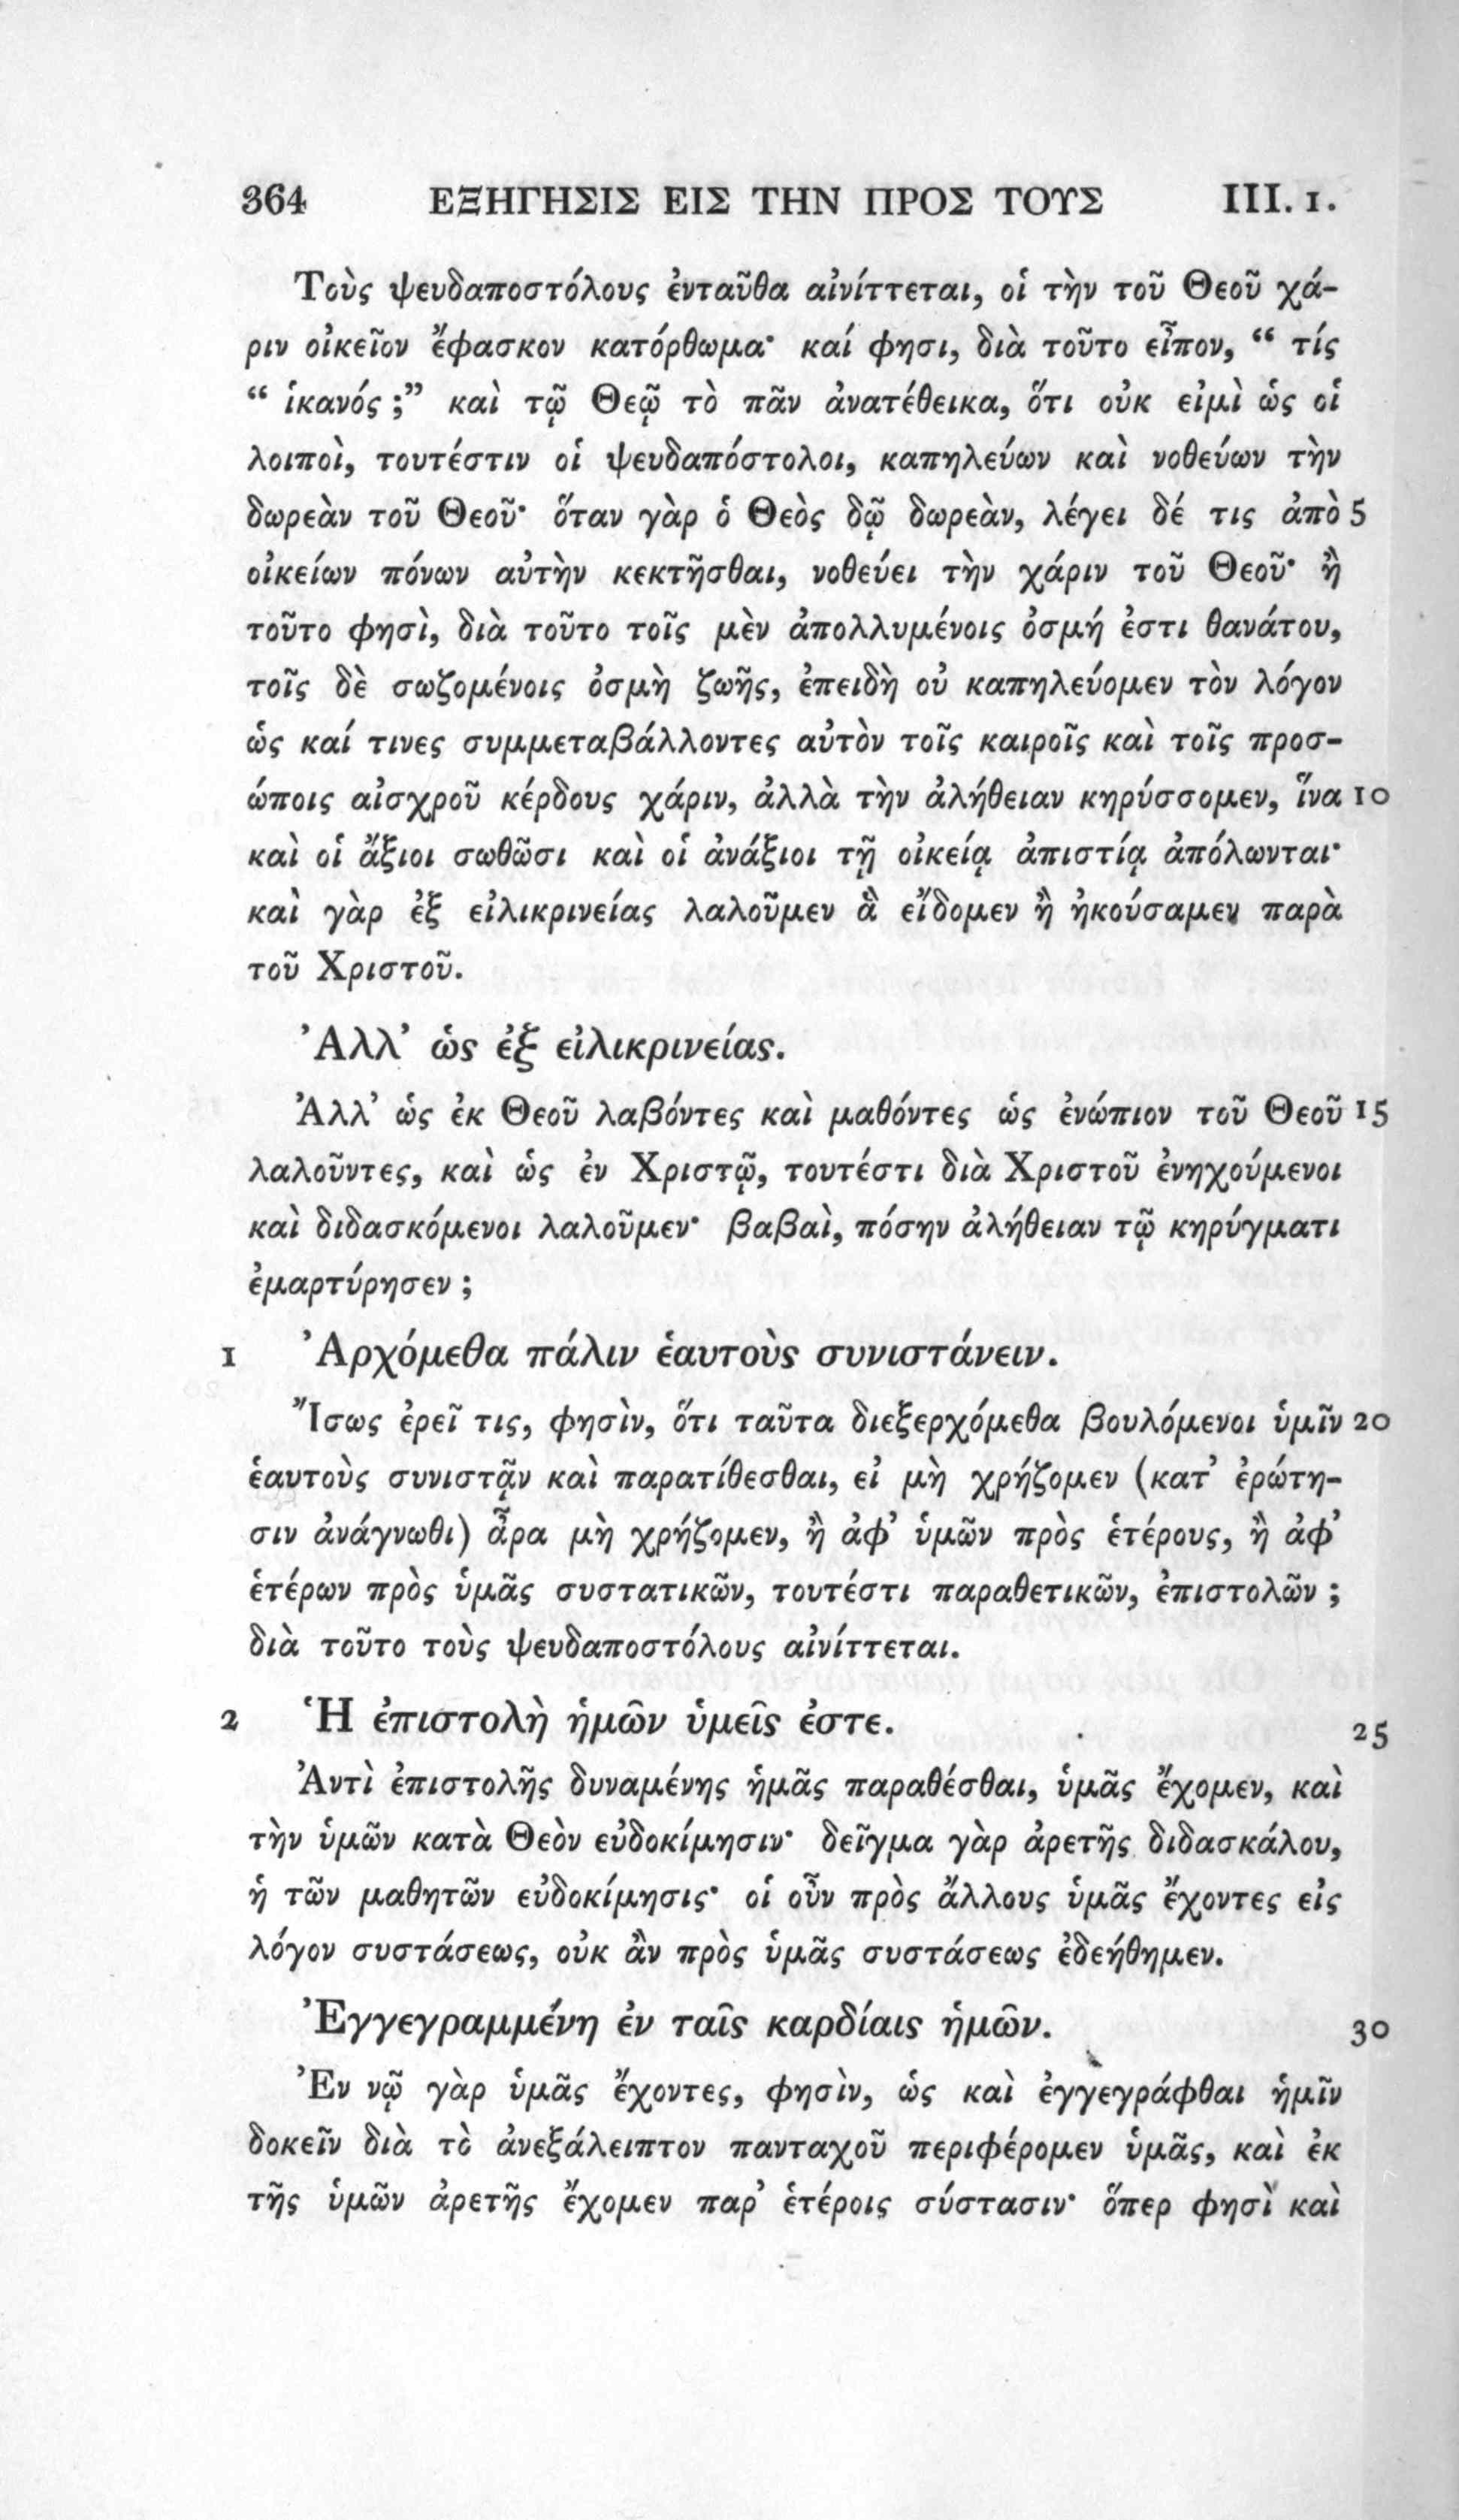 364 ΕΞΗΓΗΣΙΣ ΕΙΣ ΤΗΝ ΠΡΟΣ ΤΟΥΣ III. 1.
Τοὺς ψευδαποστόλους ἐνταῦθα αἰνίττεται, οἱ τὴν τοῦ Θεοῦ χά-
ριν οἰκεῖον ἔφασκον κατόρθωμα· καί φησι, διὰ τοῦτο εἶπον, “ τίς
“ ἱκανός ;” καὶ τῷ Θεῷ τὸ πᾶν ἀνατέθεικα, ὅτι οὐκ εἰμὶ ὡς οἱ
λοιποὶ, τουτέστιν οἱ ψευδαπόστολοι, καπηλεύων καὶ νοθεύων τὴν
δωρεὰν τοῦ Θεοῦ· ὅταν γὰρ ὁ Θεὸς δῷ δωρεὰν, λέγει δέ τις ἀπὸ 5
οἰκείων πόνων αὐτὴν κεκτῆσθαι, νοθεύει τὴν χάριν τοῦ Θεοῦ· ἢ
τοῦτο φησὶ, διὰ τοῦτο τοῖς μὲν ἀπολλυμένοις ὀσμή ἐστι θανάτου,
τοῖς δὲ σωζομένοις ὀσμὴ ζωῆς, ἐπειδὴ οὐ καπηλεύομεν τὸν λόγον
ὡς καί τινες συμμεταβάλλοντες αὐτὸν τοῖς καιροῖς καὶ τοῖς προσ-
ώποις αἰσχροῦ κέρδους χάριν, ἀλλὰ τὴν ἀλήθειαν κηρύσσομεν, ἵνα 10
καὶ οἱ ἄξιοι σωθῶσι καὶ οἱ ἀνάξιοι τῇ οἰκείᾳ ἀπιστίᾳ ἀπόλωνται·
καὶ γὰρ ἐξ εἰλικρινείας λαλοῦμεν ἃ εἴδομεν ἢ ἠκούσαμεν παρὰ
τοῦ Χριστοῦ.
Ἀλλ’ ὡς ἐξ εἰλικρινείας.
Ἀλλ’ ὡς ἐκ Θεοῦ λαβόντες καὶ μαθόντες ὡς ἐνώπιον τοῦ Θεοῦ 15
λαλοῦντες, καὶ ὡς ἐν Χριστῷ, τουτέστι διὰ Χριστοῦ ἐνηχούμενοι
καὶ διδασκόμενοι λαλοῦμεν· βαβαὶ, πόσην ἀλήθειαν τῷ κηρύγματι
ἐμαρτύρησεν ;
1 Ἀρχόμεθα πάλιν ἑαυτοὺς συνιστάνειν.
Ἴσως ἐρεῖ τις, φησὶν, ὅτι ταῦτα διεξερχόμεθα βουλόμενοι ὑμῖν 20
ἑαυτοὺς συνιστᾷν καὶ παρατίθεσθαι, εἰ μὴ χρήζομεν (κατ’ ἐρώτη-
σιν ἀνάγνωθι) ἆρα μὴ χρήζομεν, ἢ ἀφ’ ὑμῶν πρὸς ἑτέρους, ἢ ἀφ’
ἑτέρων πρὸς ὑμᾶς συστατικῶν, τουτέστι παραθετικῶν, ἐπιστολῶν ;
διὰ τοῦτο τοὺς ψευδαποστόλους αἰνίττεται.
2 Ἡ ἐπιστολὴ ἡμῶν ὑμεῖς ἐστε. 25
Ἀντὶ ἐπιστολῆς δυναμένης ἡμᾶς παραθέσθαι, ὑμᾶς ἔχομεν, καὶ
τὴν ὑμῶν κατὰ Θεὸν εὐδοκίμησιν· δεῖγμα γὰρ ἀρετῆς διδασκάλου,
ἡ τῶν μαθητῶν εὐδοκίμησις· οἱ οὖν πρὸς ἄλλους ὑμᾶς ἔχοντες εἰς
λόγον συστάσεως, οὐκ ἂν πρὸς ὑμᾶς συστάσεως ἐδεήθημεν.
Ἐγγεγραμμένη ἐν ταῖς καρδίαις ἡμῶν. 30
Ἐν νῷ γὰρ ὑμᾶς ἔχοντες, φησὶν, ὡς καὶ ἐγγεγράφθαι ἡμῖν
δοκεῖν διὰ τὸ ἀνεξάλειπτον πανταχοῦ περιφέρομεν ὑμᾶς, καὶ ἐκ
τῆς ὑμῶν ἀρετῆς ἔχομεν παρ’ ἑτέροις σύστασιν· ὅπερ φησὶ καὶ